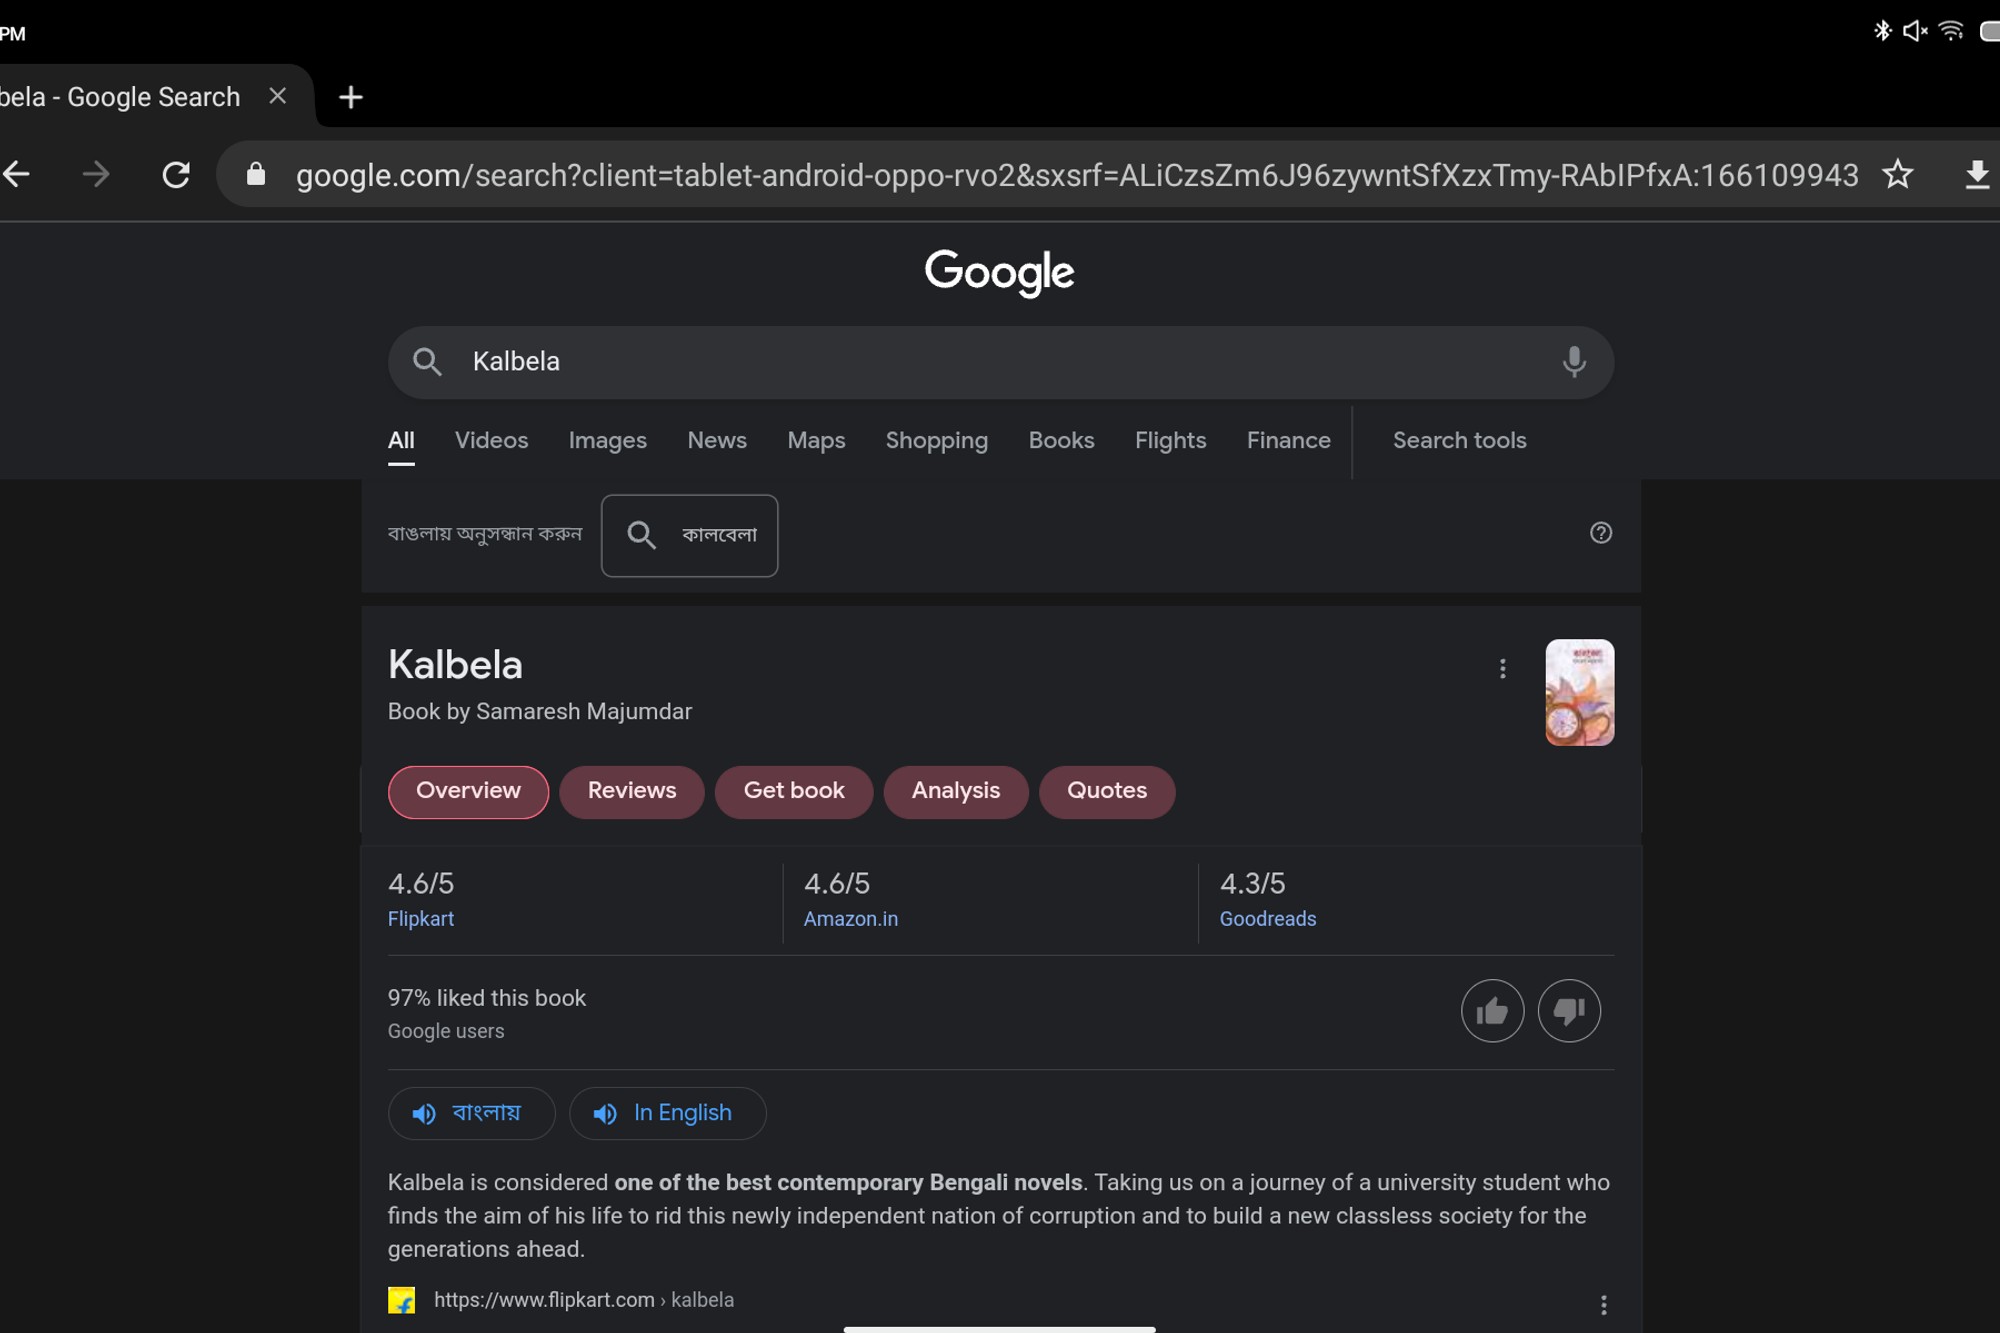 PM
bela - Google Search
google.com/search?client=tablet-android-oppo-rvo2&sxsrf=ALiCzsZm6J96zywntSfXzxTmy-RAbIPfxA:166109943
Google
Kalbela
All Videos Images News Maps Shopping Books Flights Finance Search tools
বাঙলায় অনুসন্ধান করুন কালবেলা
Kalbela
Book by Samaresh Majumdar
Overview Reviews Get book Analysis Quotes
4.6/5 4.6/5 4.3/5
Flipkart Amazon.in Goodreads
97% liked this book
Google users
বাংলায় In English
Kalbela is considered one of the best contemporary Bengali novels. Taking us on a journey of a university student who
finds the aim of his life to rid this newly independent nation of corruption and to build a new classless society for the
generations ahead.
https://www.flipkart.com › kalbela